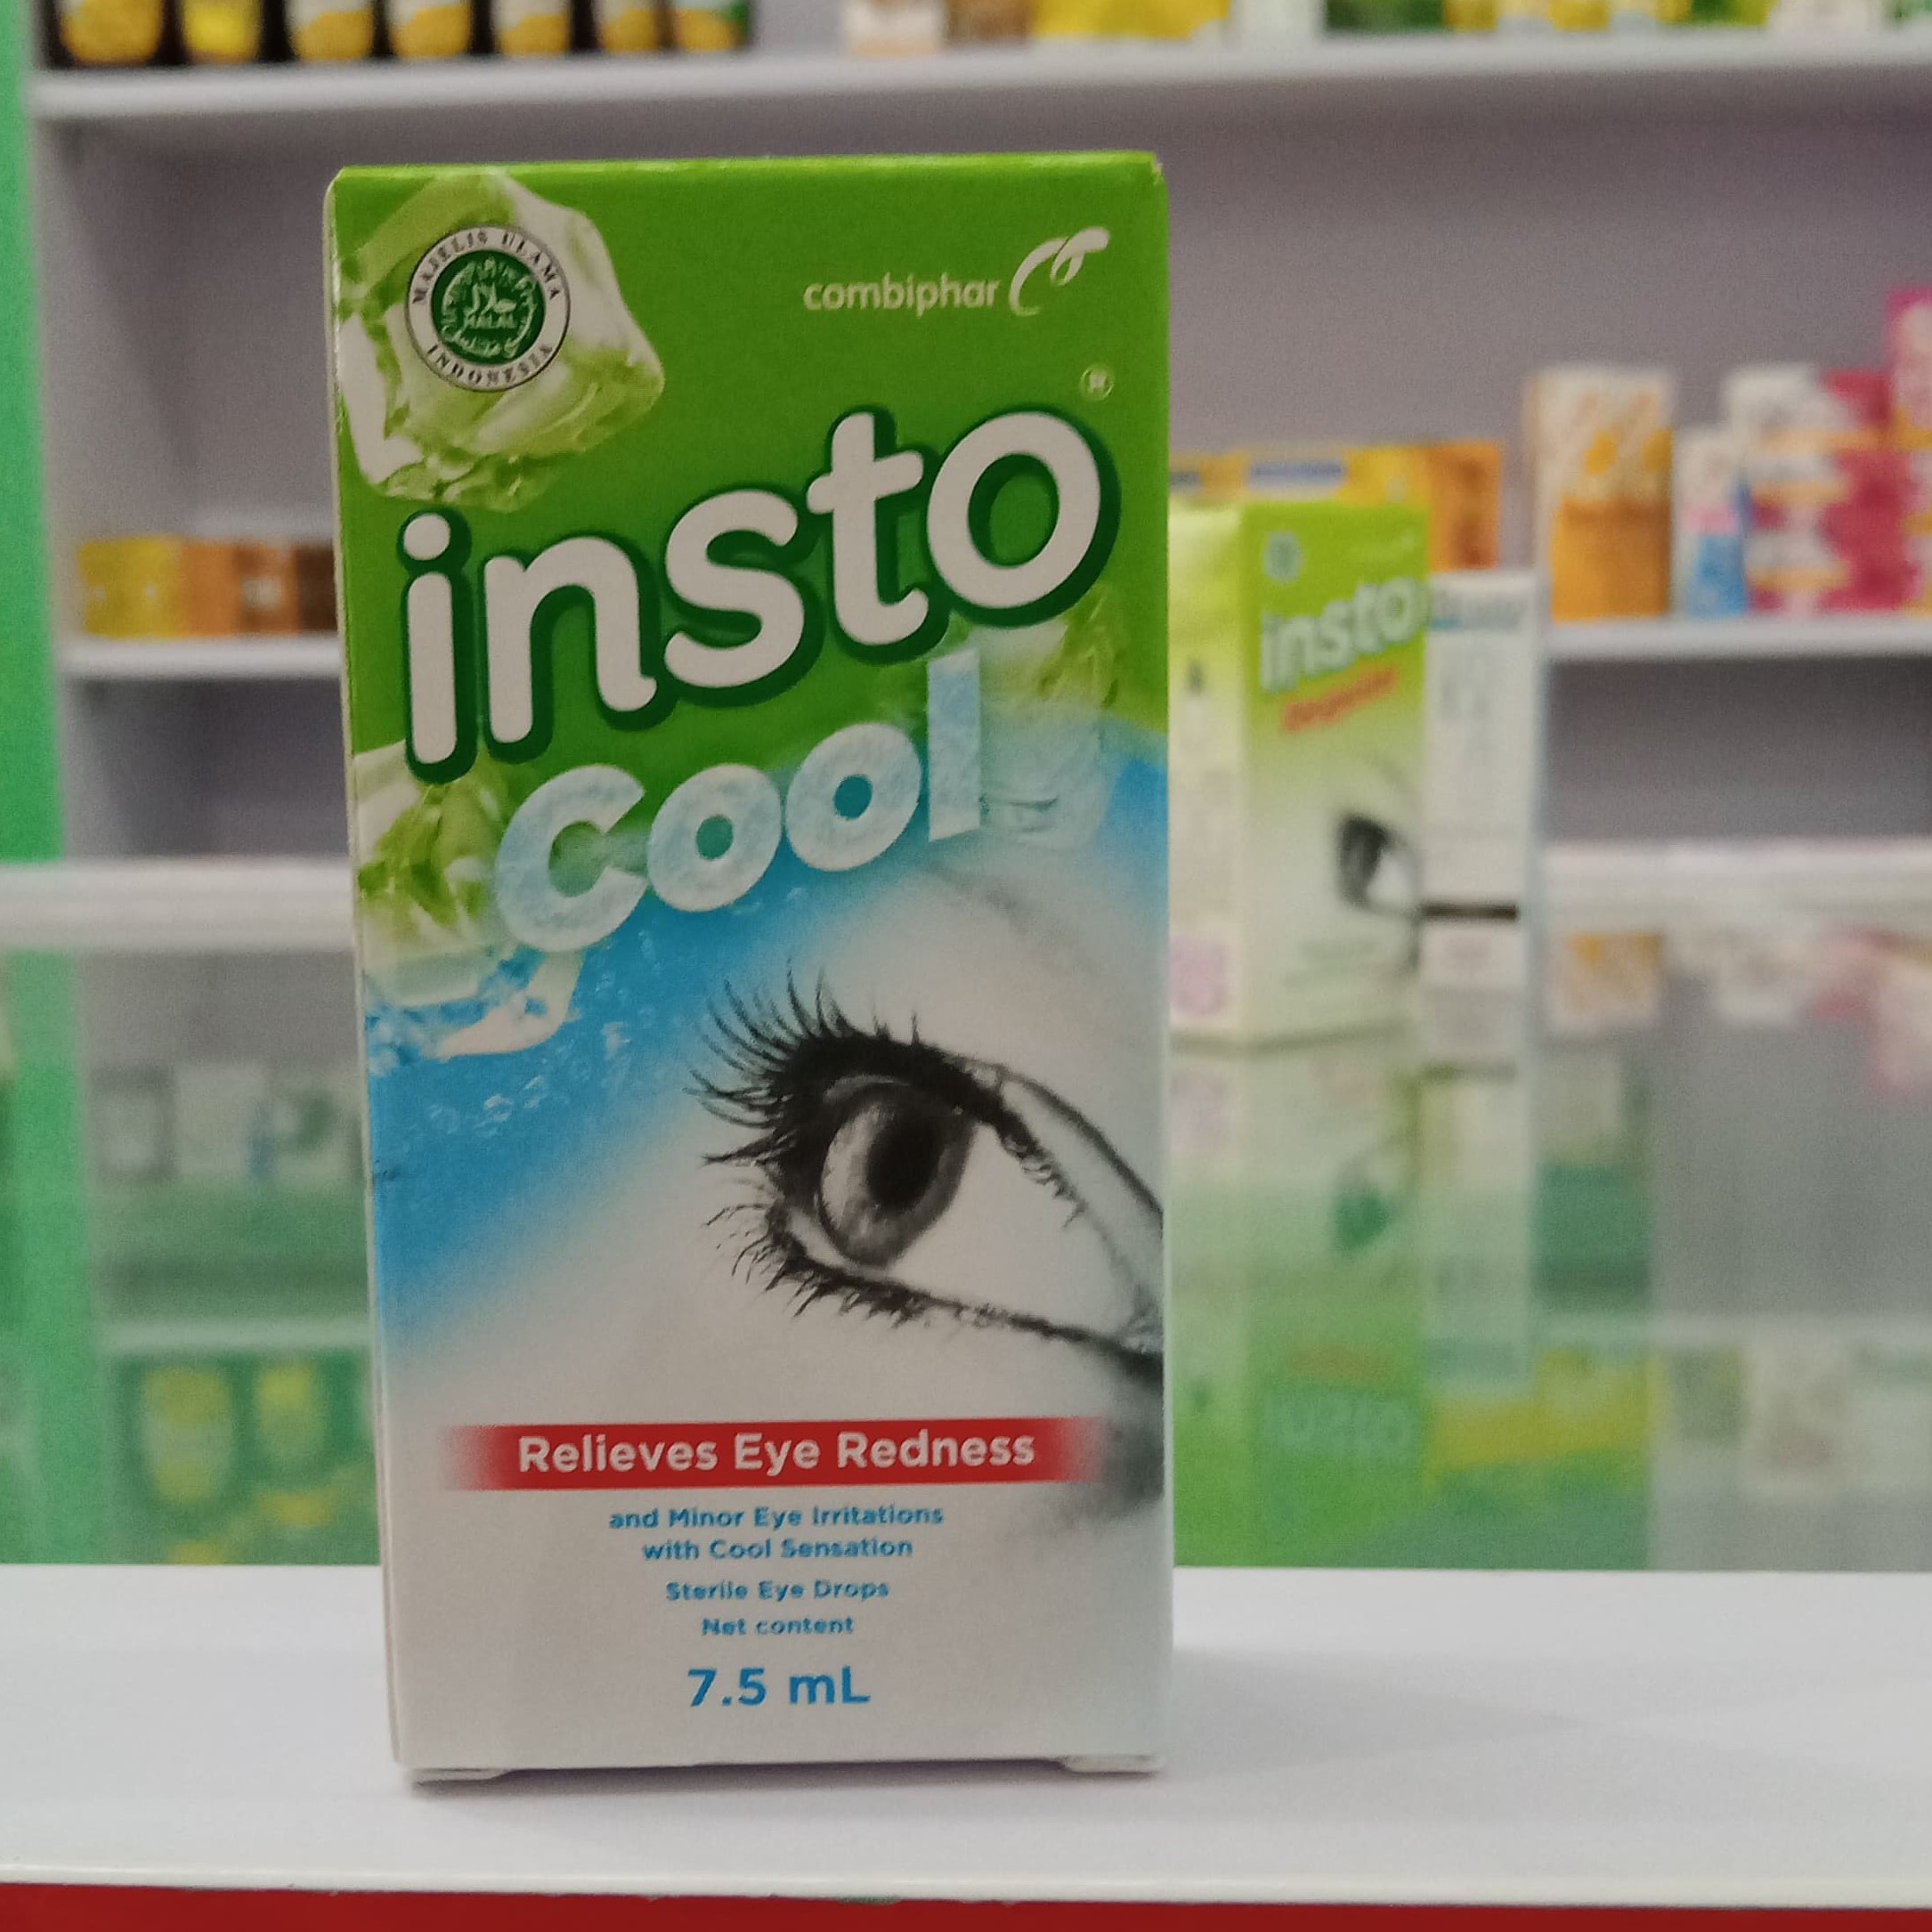 MAJELIS ULAMA
حلال
HALAL
INDONESIA
combiphar
®
insto
cool
Relieves Eye Redness
and Minor Eye Irritations
with Cool Sensation
Sterile Eye Drops
Net content
7.5 mL
insto